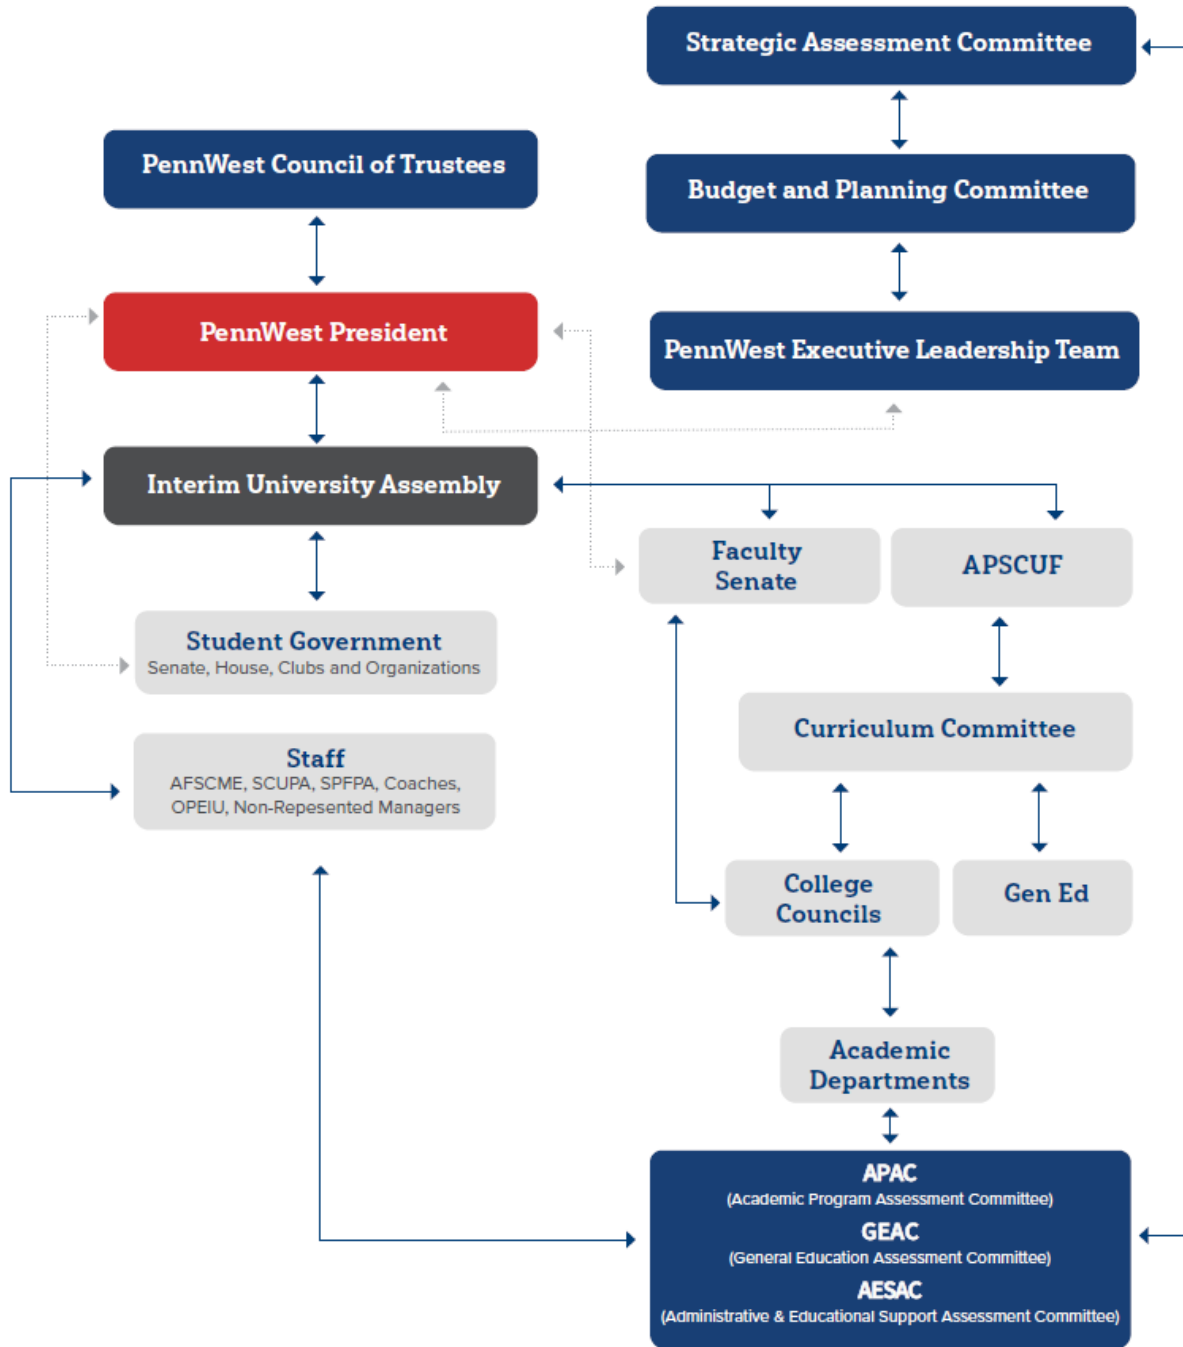 Strategic Assessment Committee
PennWest Council of Trustees
Budget and Planning Committee
PennWest President
PennWest Executive Leadership Team
Interim University Assembly
Faculty
Senate
APSCUF
Student Government
Senate, House, Clubs and Organizations
Curriculum Committee
Staff
AFSCME, SCUPA, SPFPA, Coaches,
OPEIU, Non-Repesented Managers
College
Councils
Gen Ed
Academic
Departments
APAC
(Academic Program Assessment Committee)
GEAC
(General Education Assessment Committee)
AESAC
(Administrative & Educational Support Assessment Committee)